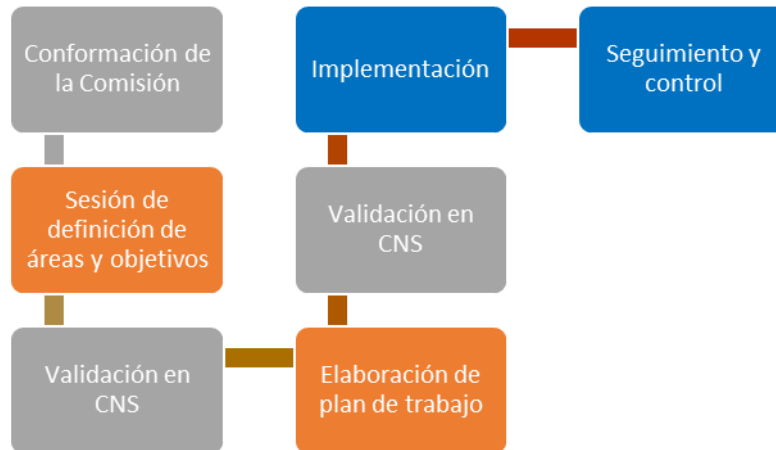 Conformación de
la Comisión
Sesión de
definición de
áreas y objetivos
Validación en
CNS
Elaboración de
plan de trabajo
Validación en
CNS
Implementación
Seguimiento y
control